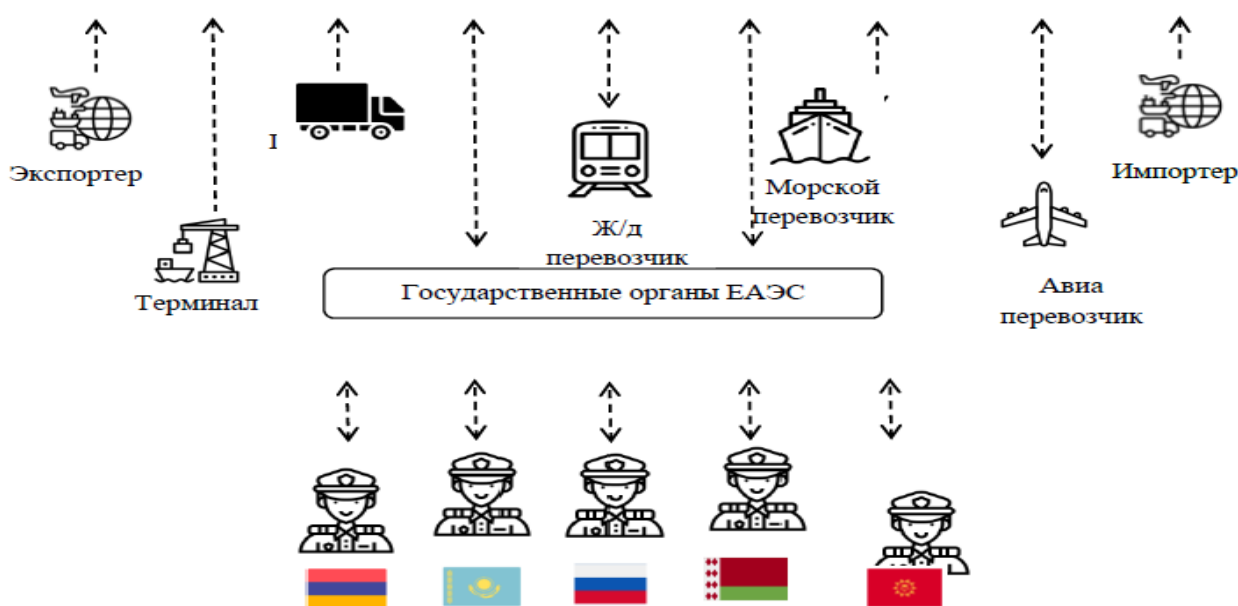 Экспортер
Импортер
Морской
перевозчик
Ж/д
перевозчик
Терминал
Государственные органы ЕАЭС
Авиа
перевозчик